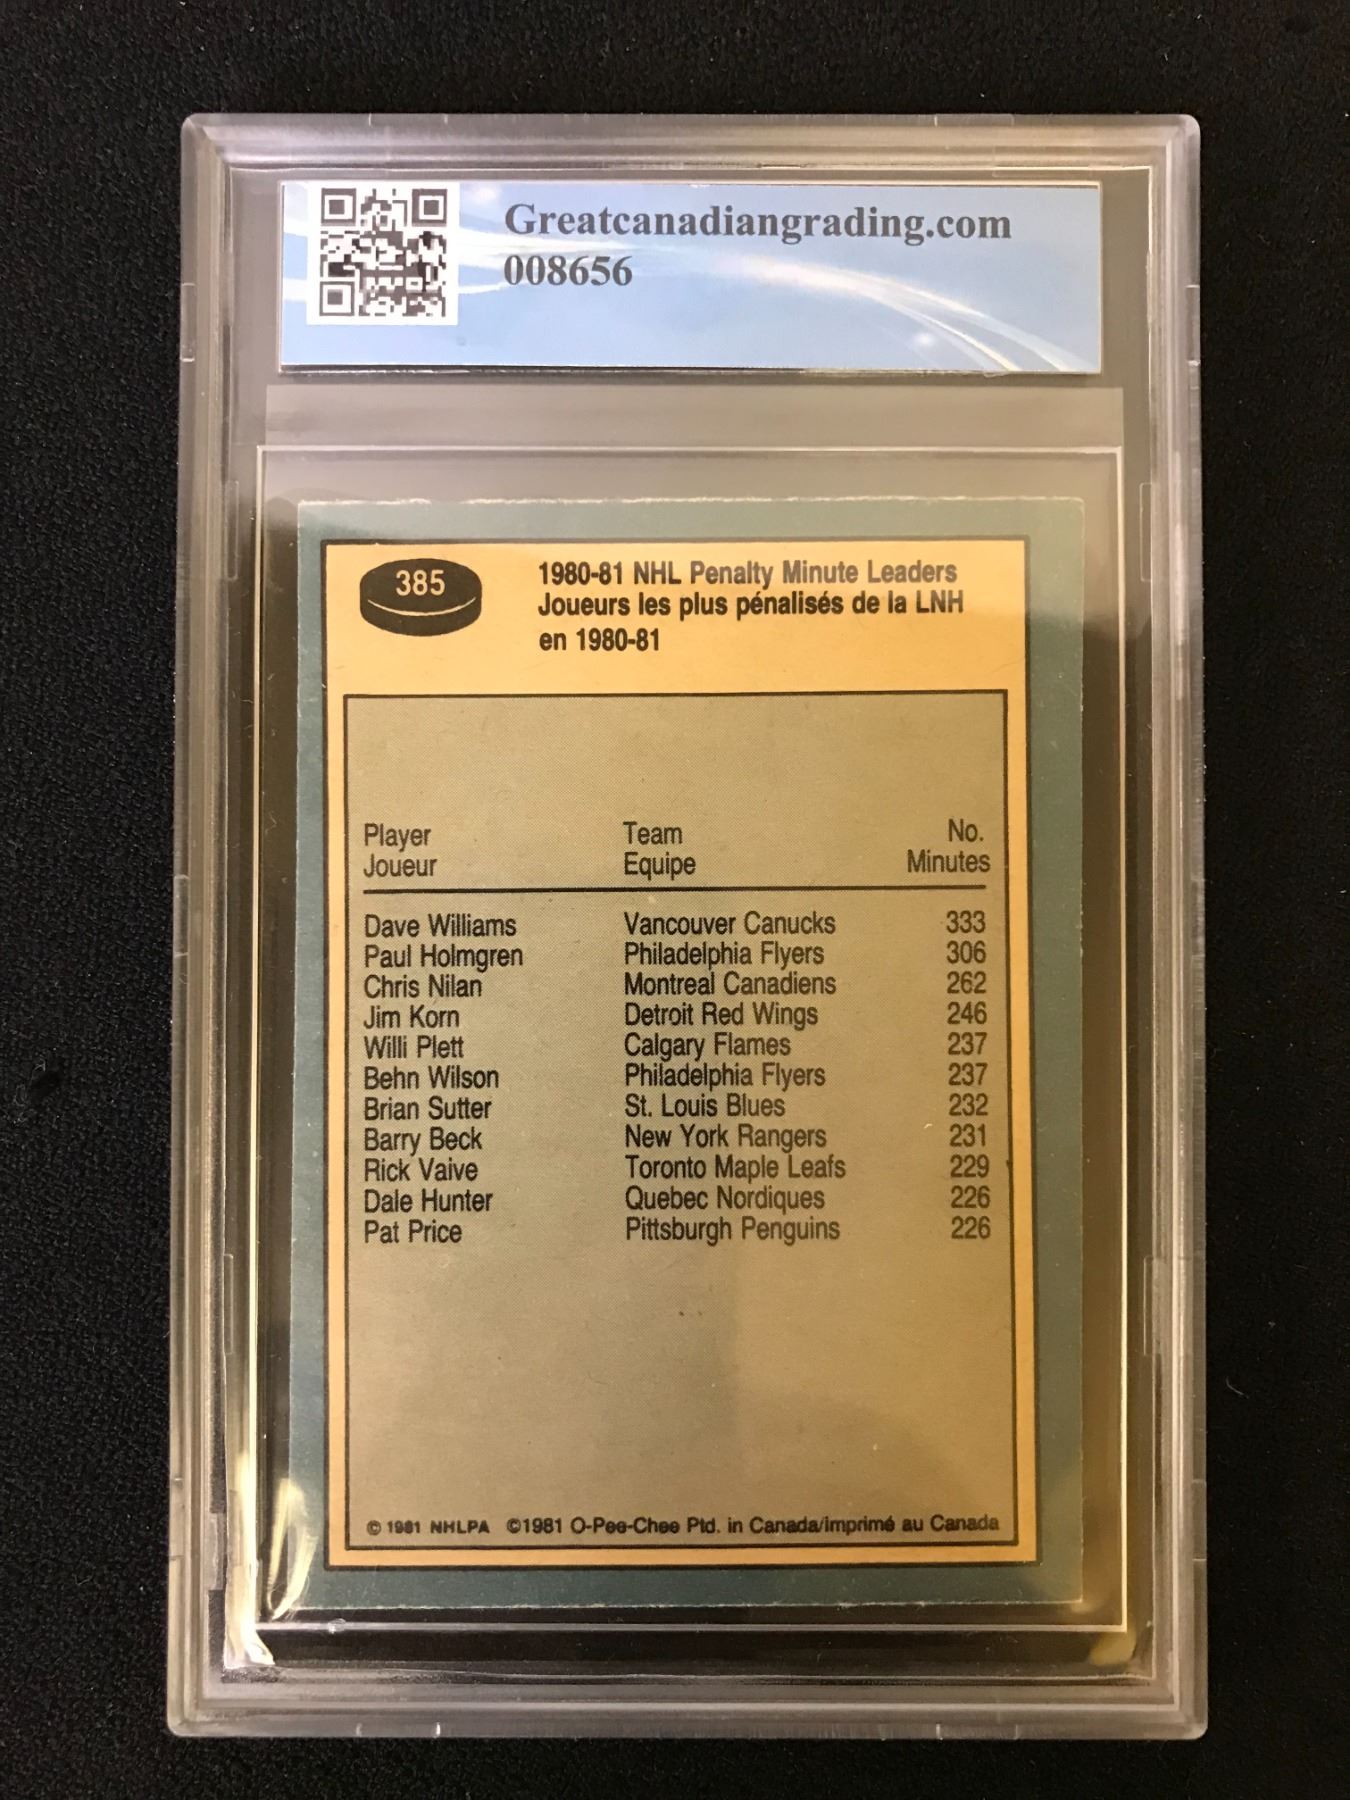 Greatcanadiangrading.com
008656
385
1980-81 NHL Penalty Minute Leaders
Joueurs les plus pénalisés de la LNH
en 1980-81
Player Team No.
Joueur Equipe Minutes
Dave Williams Vancouver Canucks 333
Paul Holmgren Philadelphia Flyers 306
Chris Nilan Montreal Canadiens 262
Jim Korn Detroit Red Wings 246
Willi Plett Calgary Flames 237
Behn Wilson Philadelphia Flyers 237
Brian Sutter St. Louis Blues 232
Barry Beck New York Rangers 231
Rick Vaive Toronto Maple Leafs 229
Dale Hunter Quebec Nordiques 226
Pat Price Pittsburgh Penguins 226
© 1981 NHLPA ©1981 O-Pee-Chee Ptd. in Canada/imprimé au Canada